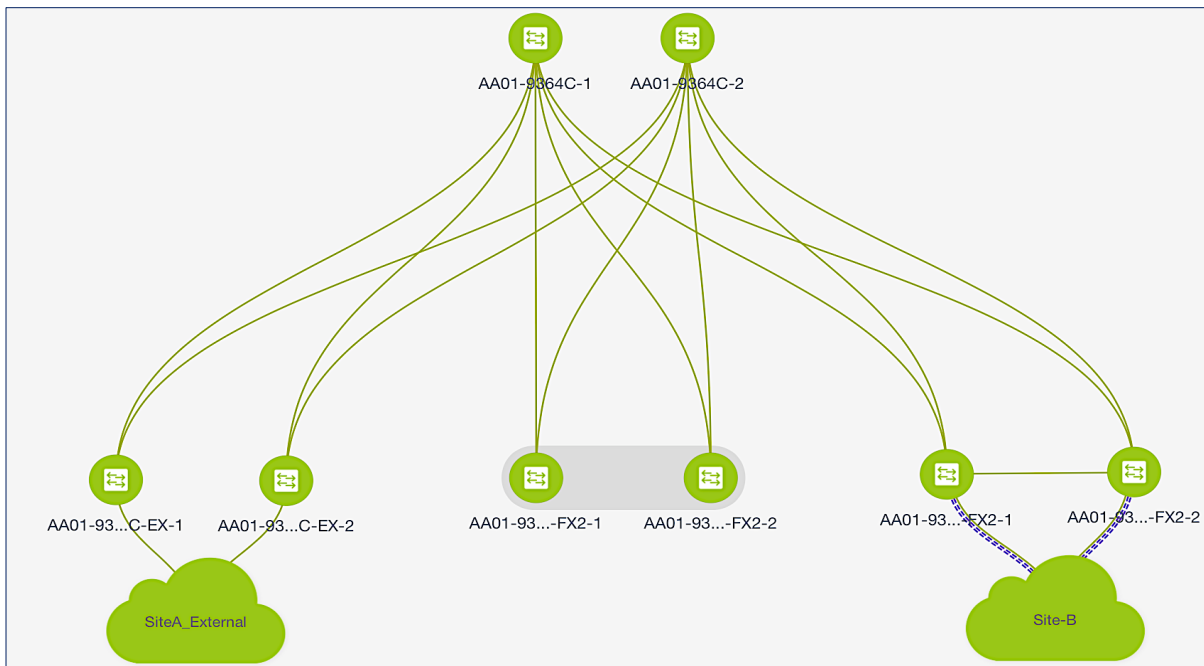 AA01-9364C-1
AA01-9364C-2
AA01-93...C-EX-1
AA01-93...C-EX-2
AA01-93...-FX2-1
AA01-93...-FX2-2
AA01-93...-FX2-1
AA01-93...-FX2-2
SiteA_External
Site-B